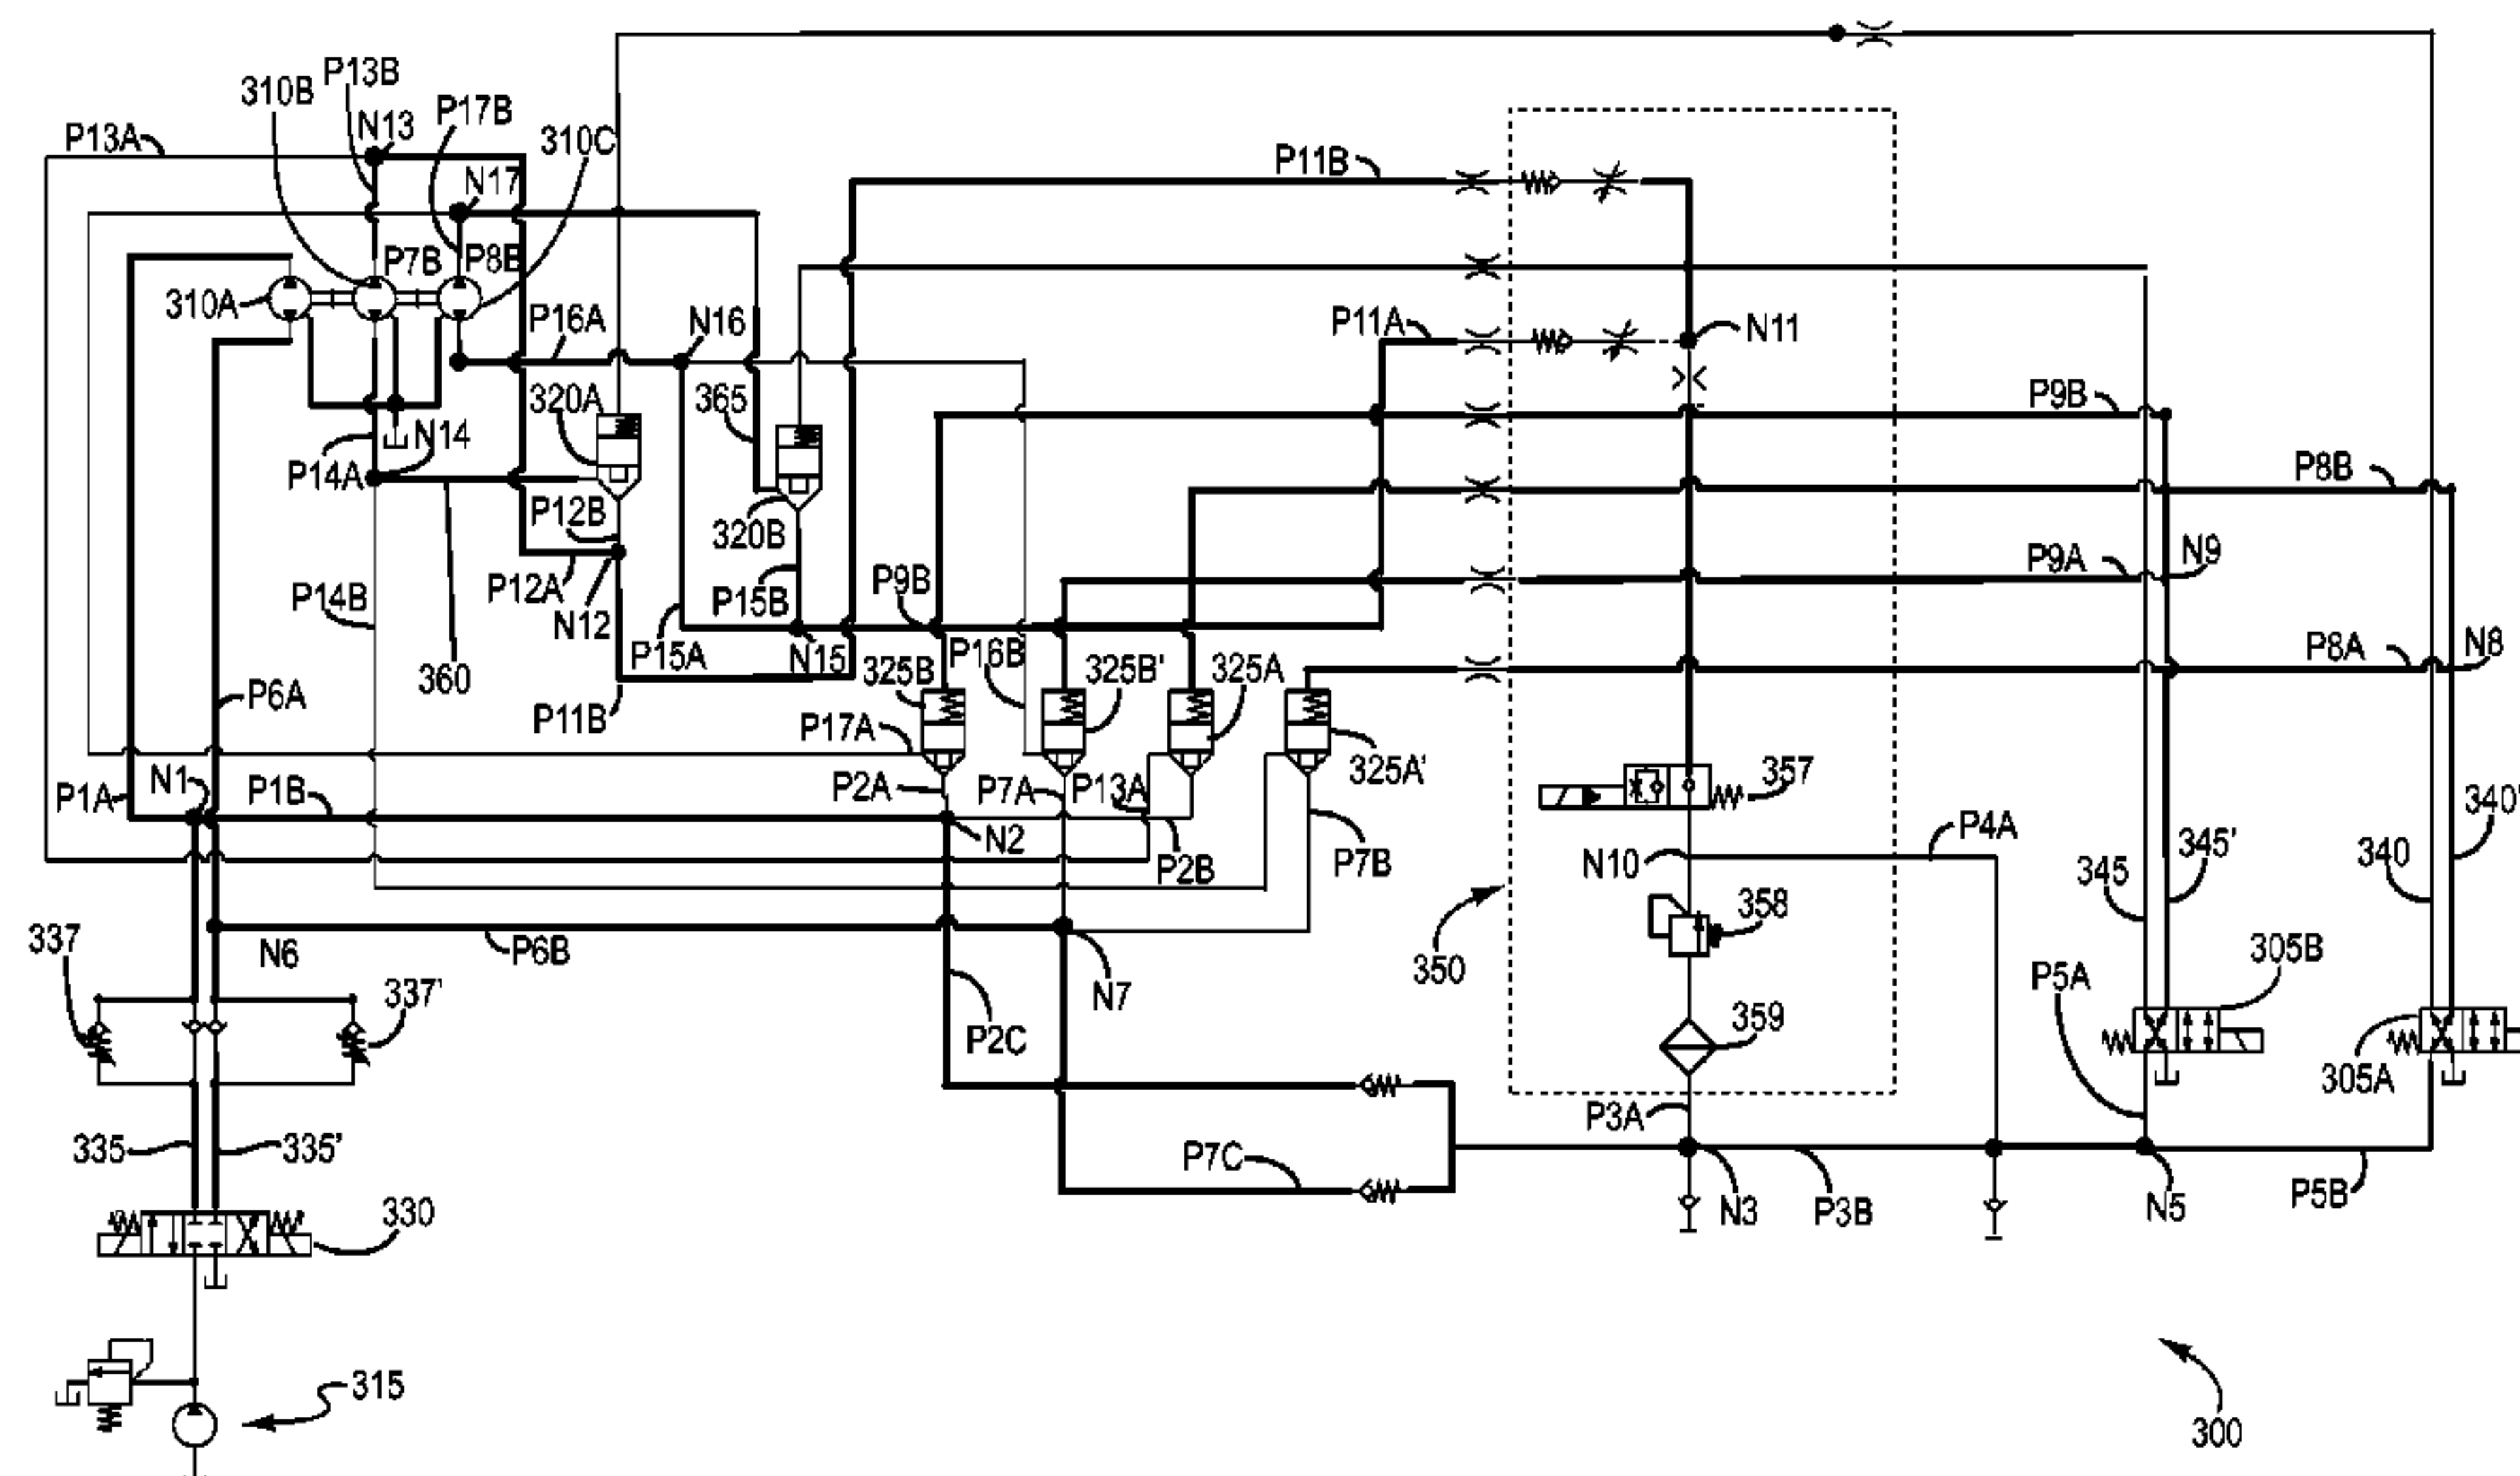 P13B
310B
P17B
N13
310C
P13A
P11B
N17
P7B
P8B
310A
P16A
N16
P11A
N11
320A
365
P9B
N14
P14A
P8B
P12B
320B
N9
P9A
P12A
P15B
P9B
P14B
N12
P15A
N15
P16B
325B
325B'
325A
P8A
N8
360
P6A
P11B
P17A
325A'
357
N1
P1A
P1B
P2A
P7A
P13A
340'
P4A
N2
N10
P7B
P2B
345
345'
340
337
N6
P6B
358
350
305B
337'
N7
P5A
359
P2C
305A
P3A
335
335'
P7C
P5B
330
N3
P3B
N5
315
300